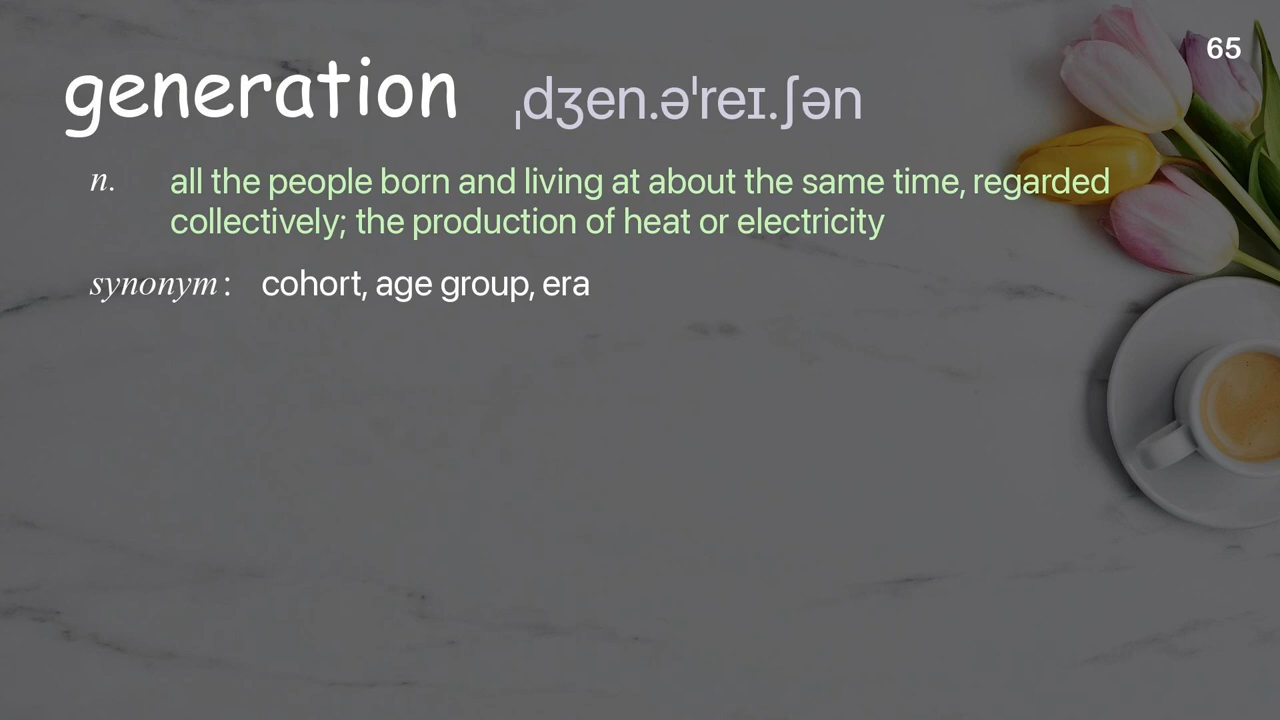 65
generation ˌdʒen.əˈreɪ.ʃən
n. all the people born and living at about the same time, regarded
collectively; the production of heat or electricity
synonym: cohort, age group, era